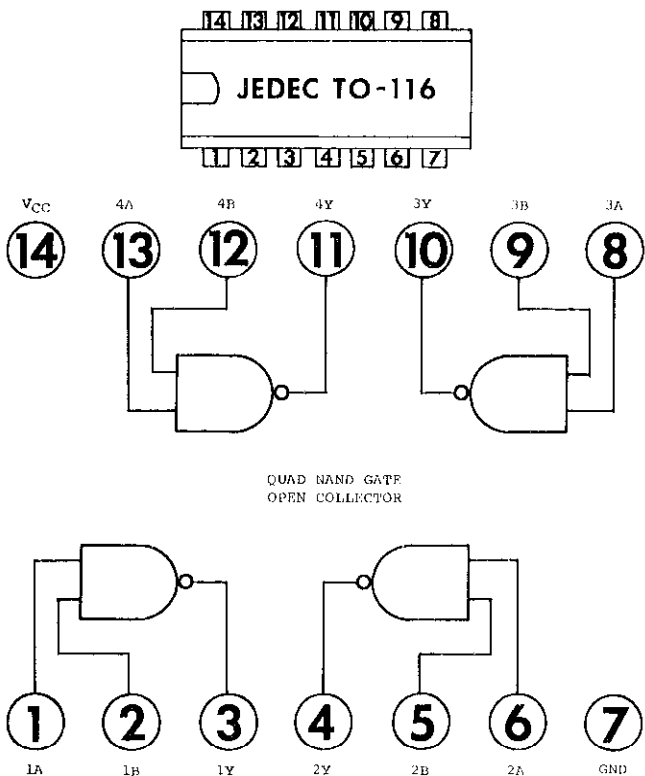 14 13 12 11 10 9 8
JEDEC TO-116
1 2 3 4 5 6 7
VCC 4A 4B 4Y 3Y 3B 3A
14 13 12 11 10 9 8
QUAD NAND GATE
OPEN COLLECTOR
1 2 3 4 5 6 7
1A 1B 1Y 2Y 2B 2A GND